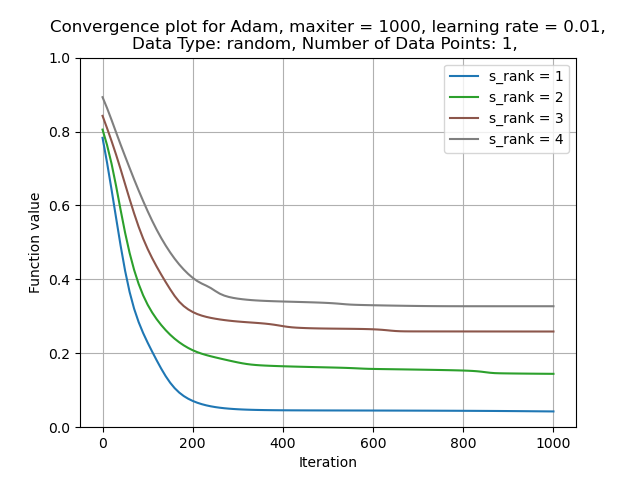 Convergence plot for Adam, maxiter = 1000, learning rate = 0.01,
Data Type: random, Number of Data Points: 1,
1.0
0.8
0.6
0.4
0.2
0.0
Function value
s_rank = 1
s_rank = 2
s_rank = 3
s_rank = 4
0
200
400
600
800
1000
Iteration